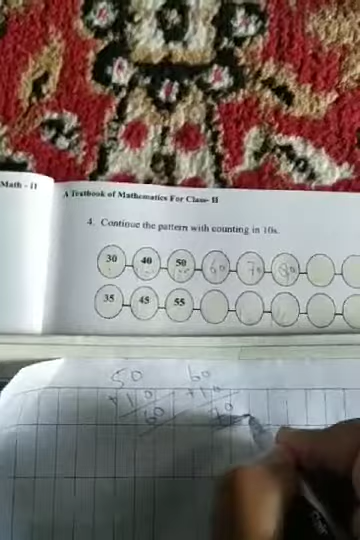 Math - II
A Textbook of Mathematics For Class- II
4. Continue the pattern with counting in 10s.
30 40 50 60 70 80
35 45 55
50 60
+10 +10
60 70